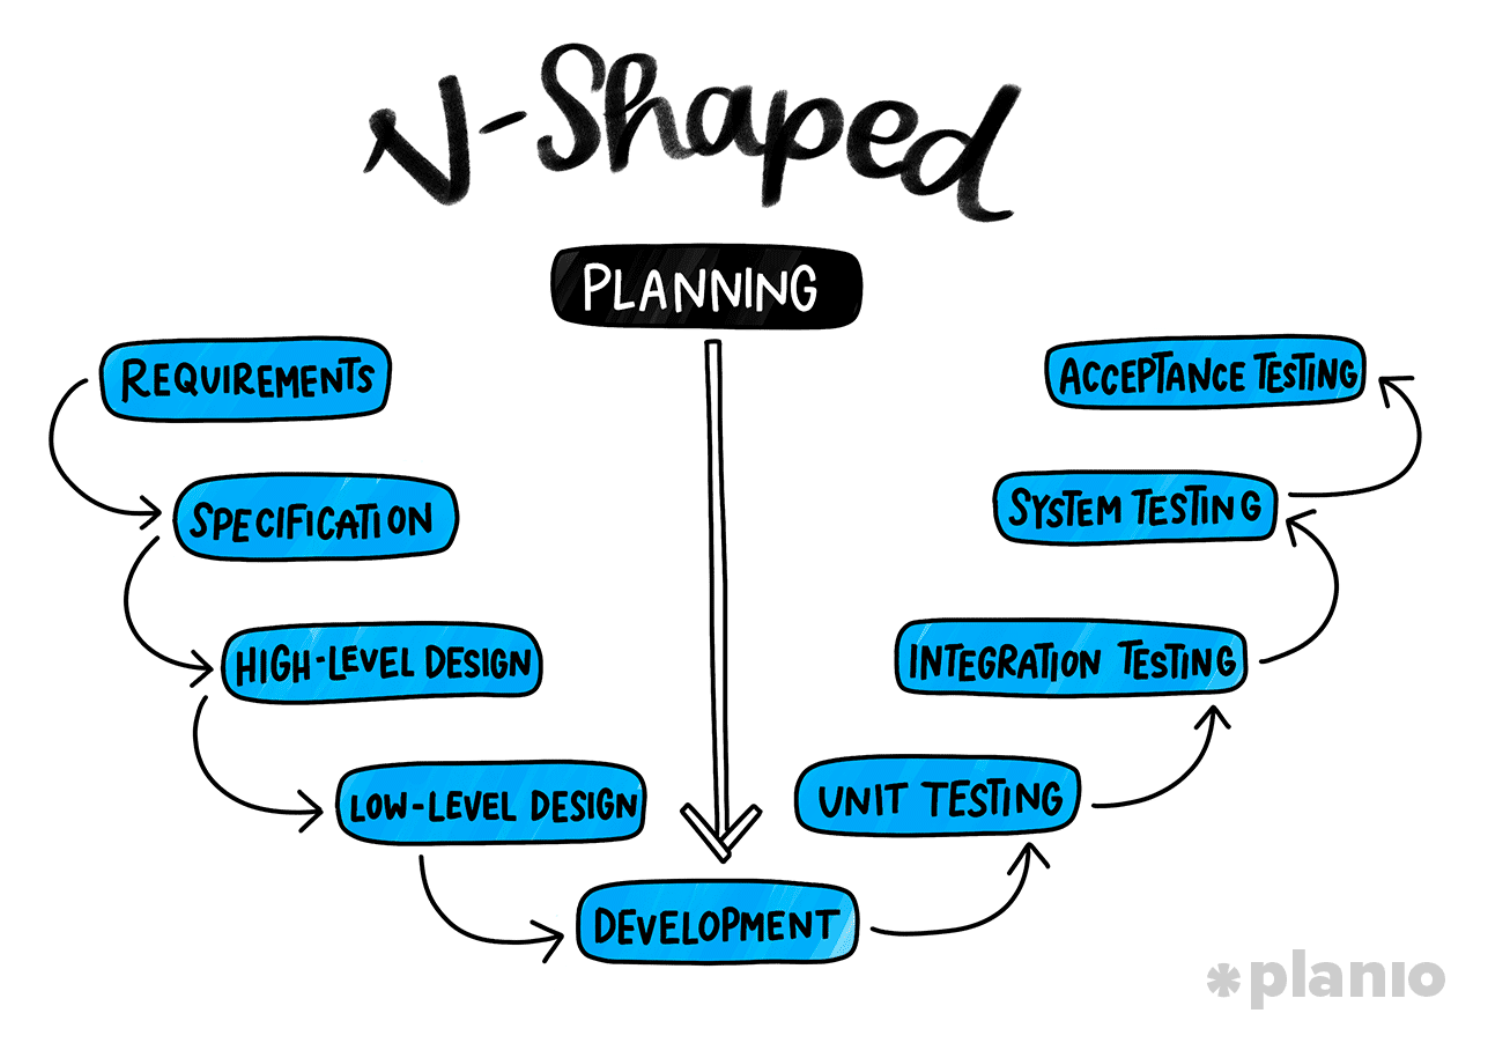 V-Shaped
PLANNING
REQUIREMENTS
SPECIFICATION
HIGH-LEVEL DESIGN
LOW-LEVEL DESIGN
DEVELOPMENT
UNIT TESTING
INTEGRATION TESTING
SYSTEM TESTING
ACCEPTANCE TESTING
*planio